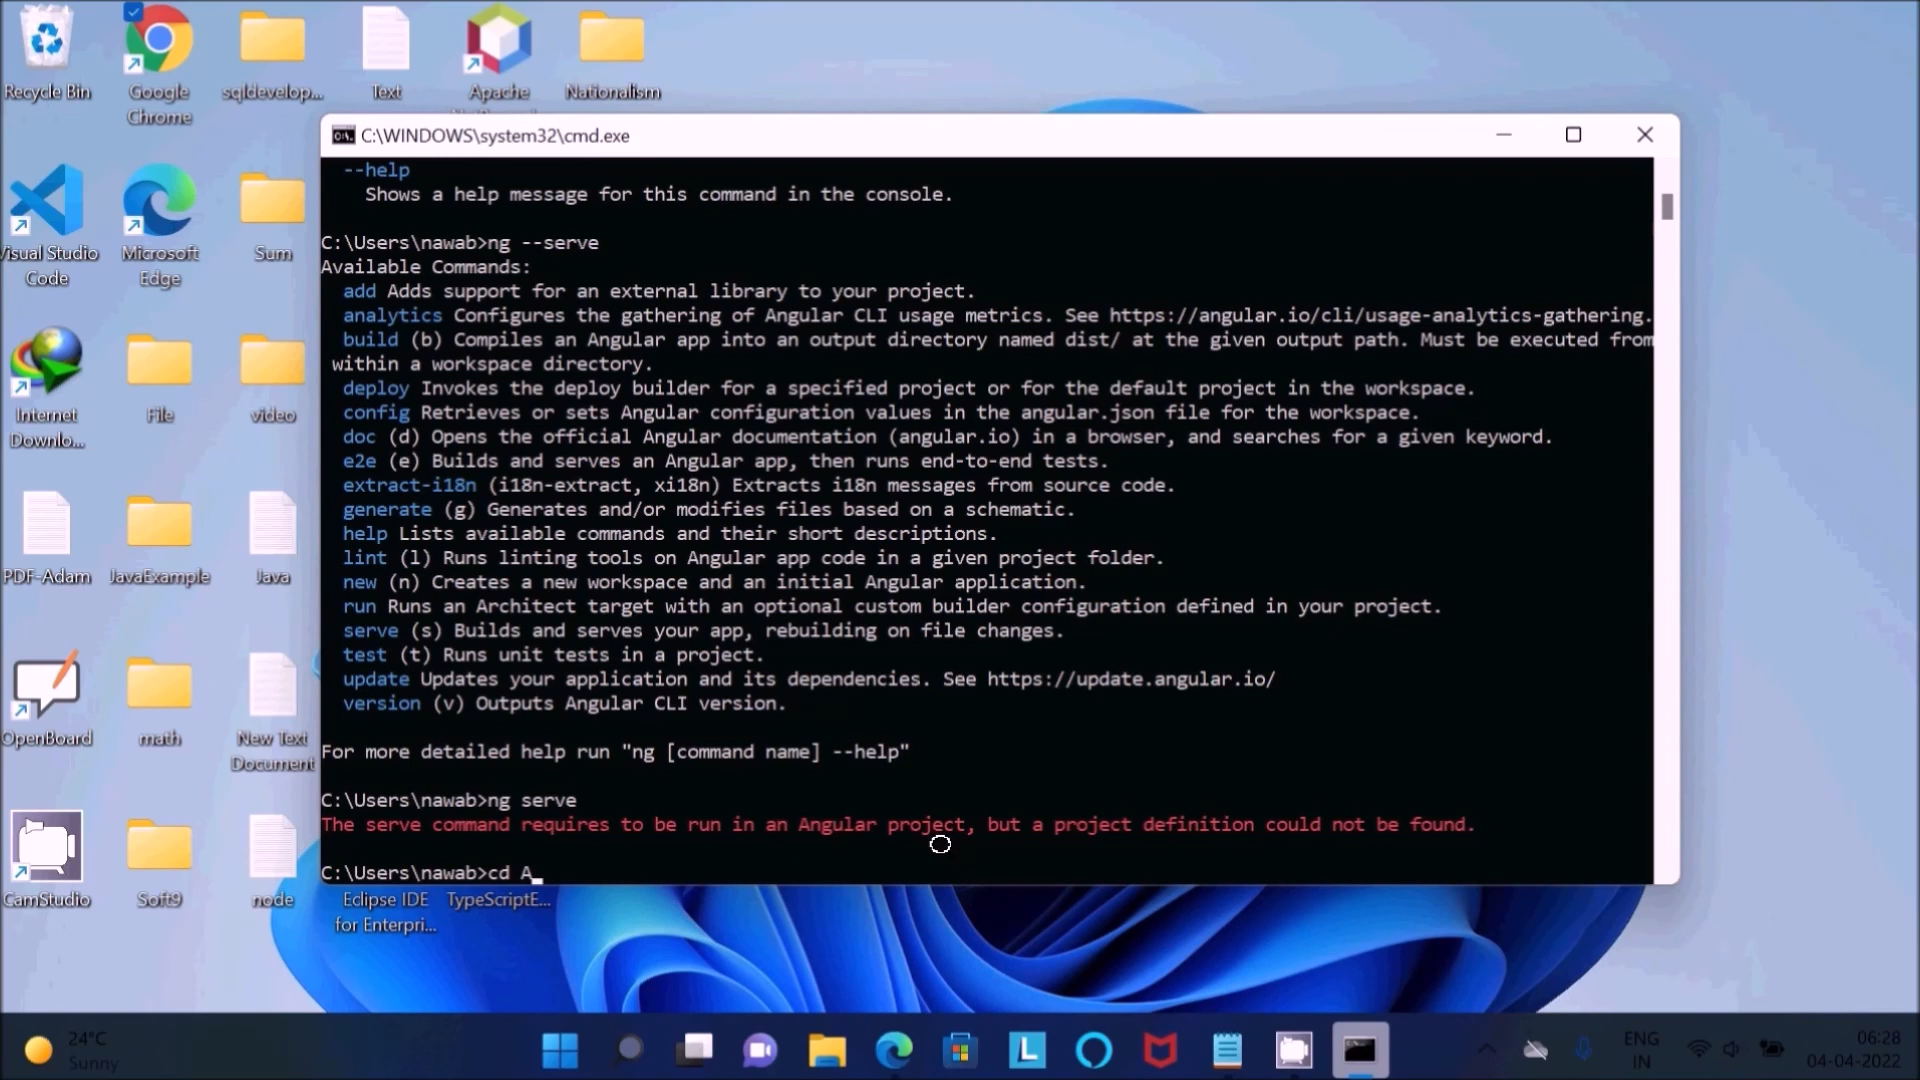 Recycle Bin
Google
Chrome
sqldevelop...
Text
Apache
Nationalism
Visual Studio
Code
Microsoft
Edge
Sum
Internet
Downlo...
File
video
PDF-Adam
JavaExample
Java
OpenBoard
math
New Text
Document
CamStudio
Soft9
node
Eclipse IDE
for Enterpri...
TypeScriptE...
C:\WINDOWS\system32\cmd.exe
--help
Shows a help message for this command in the console.
C:\Users\nawab>ng --serve
Available Commands:
add Adds support for an external library to your project.
analytics Configures the gathering of Angular CLI usage metrics. See https://angular.io/cli/usage-analytics-gathering.
build (b) Compiles an Angular app into an output directory named dist/ at the given output path. Must be executed from
within a workspace directory.
deploy Invokes the deploy builder for a specified project or for the default project in the workspace.
config Retrieves or sets Angular configuration values in the angular.json file for the workspace.
doc (d) Opens the official Angular documentation (angular.io) in a browser, and searches for a given keyword.
e2e (e) Builds and serves an Angular app, then runs end-to-end tests.
extract-i18n (i18n-extract, xi18n) Extracts i18n messages from source code.
generate (g) Generates and/or modifies files based on a schematic.
help Lists available commands and their short descriptions.
lint (l) Runs linting tools on Angular app code in a given project folder.
new (n) Creates a new workspace and an initial Angular application.
run Runs an Architect target with an optional custom builder configuration defined in your project.
serve (s) Builds and serves your app, rebuilding on file changes.
test (t) Runs unit tests in a project.
update Updates your application and its dependencies. See https://update.angular.io/
version (v) Outputs Angular CLI version.
For more detailed help run "ng [command name] --help"
C:\Users\nawab>ng serve
The serve command requires to be run in an Angular project, but a project definition could not be found.
C:\Users\nawab>cd A_
24°C
Sunny
ENG
IN
06:28
04-04-2022